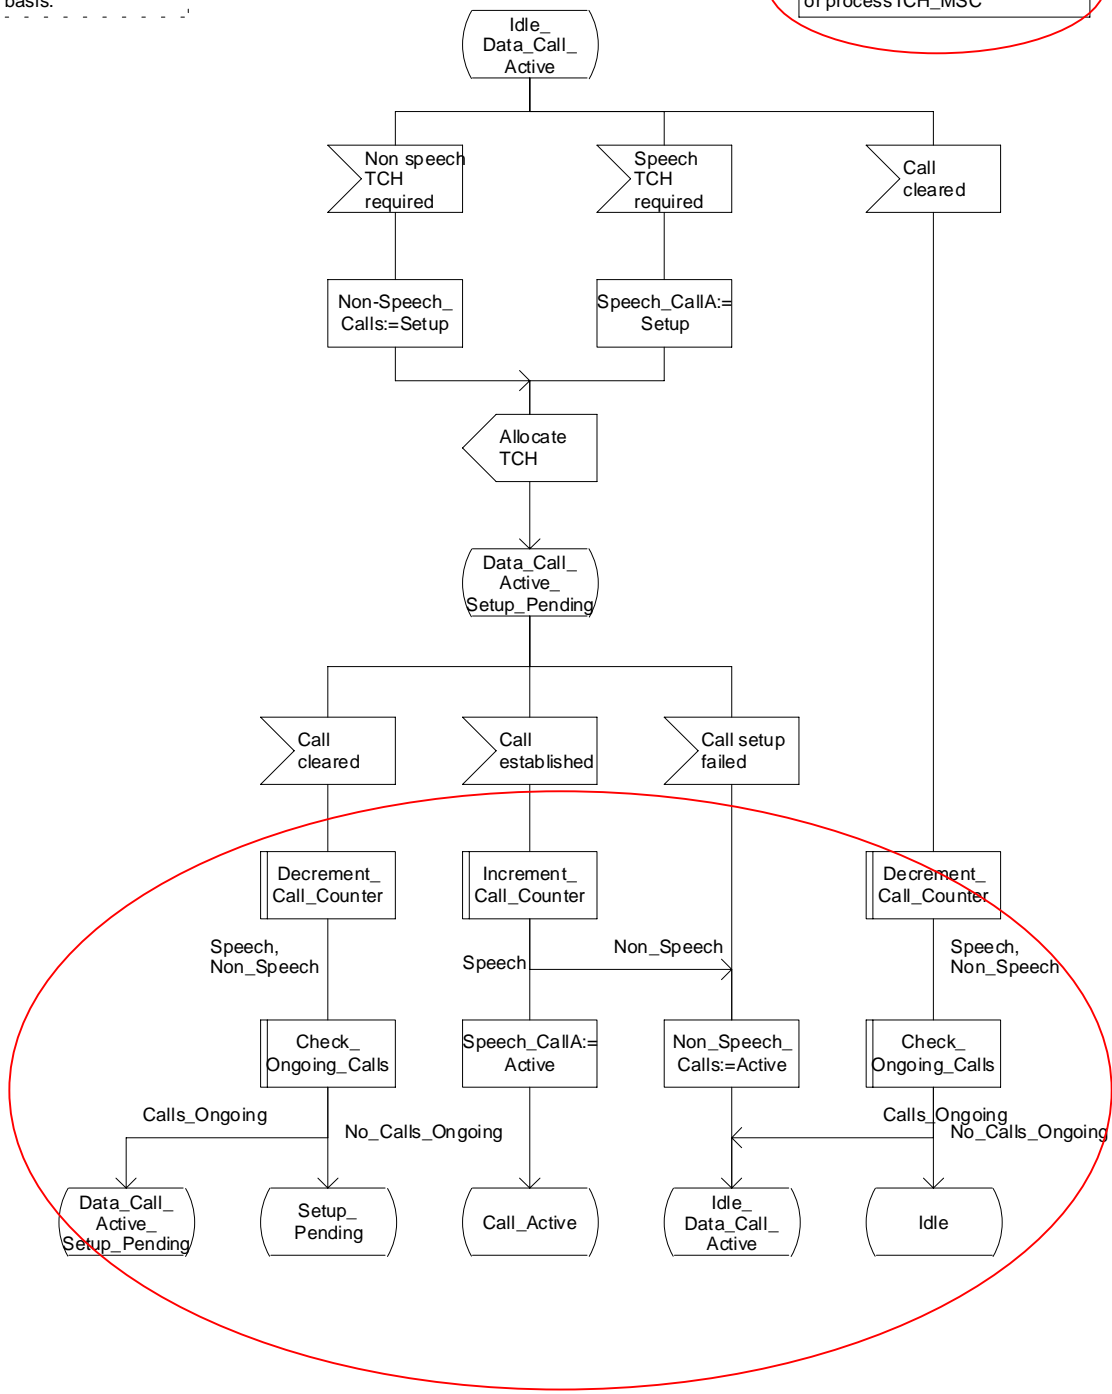 basis.
of process TCH_MSC
Idle_
Data_Call_
Active
Non speech
TCH
required
Speech
TCH
required
Call
cleared
Non-Speech_
Calls:=Setup
Speech_CallA:=
Setup
Allocate
TCH
Data_Call_
Active_
Setup_Pending
Call
cleared
Call
established
Call setup
failed
Decrement_
Call_Counter
Increment_
Call_Counter
Decrement_
Call_Counter
Speech,
Non_Speech
Speech
Non_Speech
Speech,
Non_Speech
Check_
Ongoing_Calls
Speech_CallA:=
Active
Non_Speech_
Calls:=Active
Check_
Ongoing_Calls
Calls_Ongoing
No_Calls_Ongoing
Calls_Ongoing
No_Calls_Ongoing
Data_Call_
Active_
Setup_Pending
Setup_
Pending
Call_Active
Idle_
Data_Call_
Active
Idle